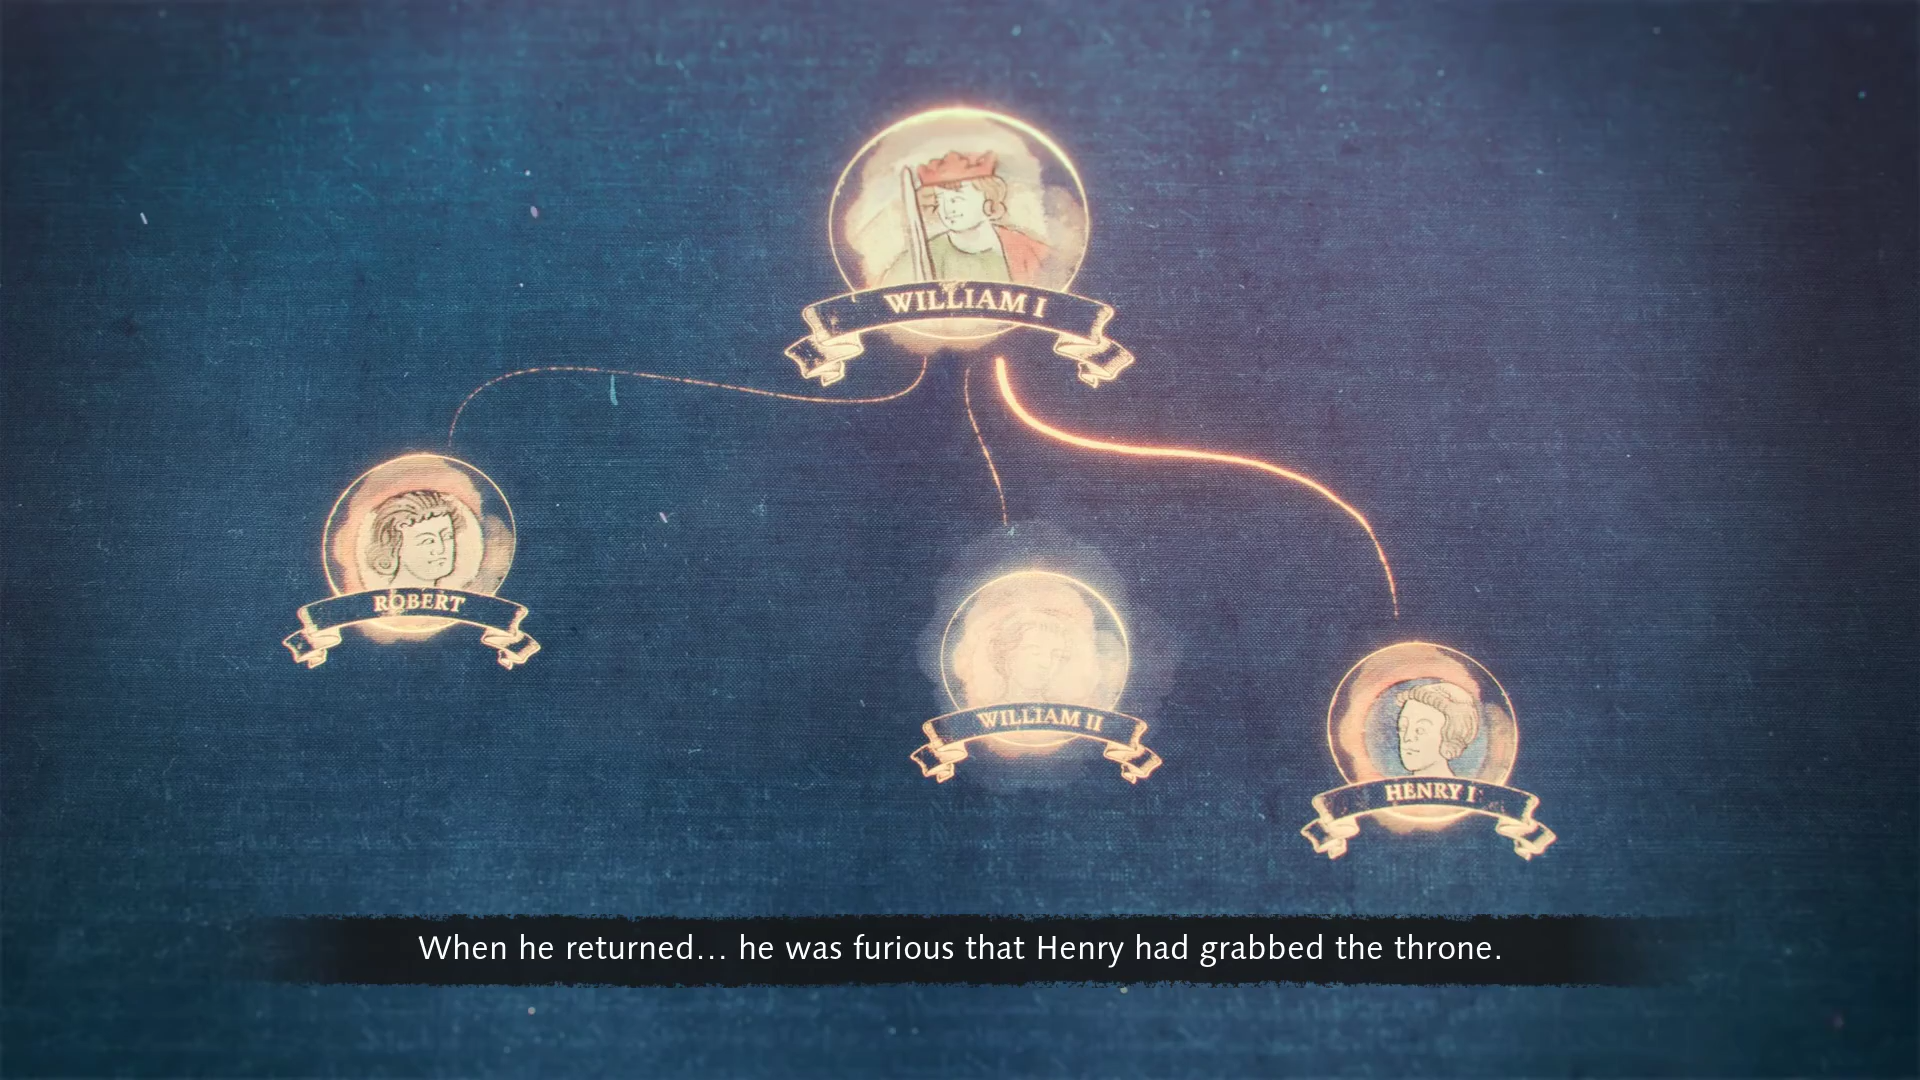 WILLIAM I
ROBERT
WILLIAM II
HENRY I
When he returned... he was furious that Henry had grabbed the throne.